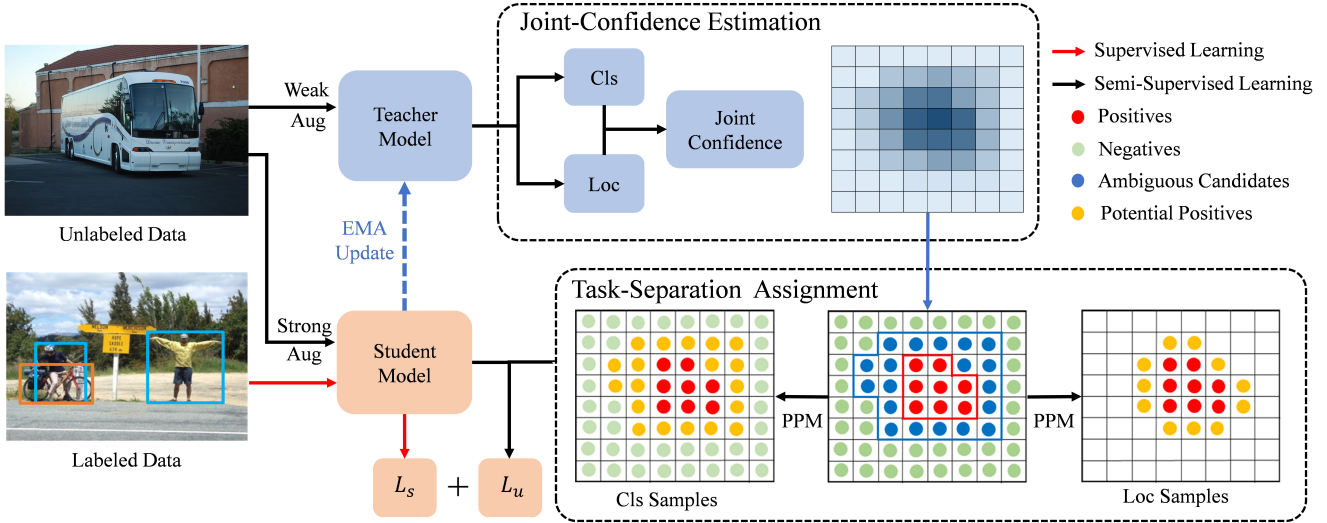 Joint-Confidence Estimation
Weak
Aug
Teacher
Model
Cls
Loc
Joint
Confidence
Supervised Learning
Semi-Supervised Learning
Positives
Negatives
Ambiguous Candidates
Potential Positives
Unlabeled Data
EMA
Update
Strong
Aug
Student
Model
Labeled Data
L_s + L_u
Task-Separation Assignment
PPM
PPM
Cls Samples
Loc Samples